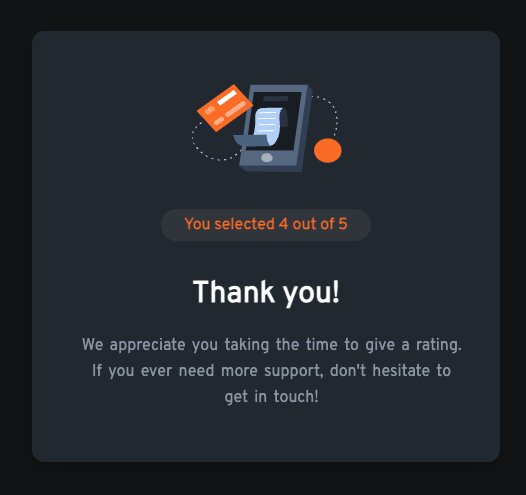 You selected 4 out of 5
Thank you!
We appreciate you taking the time to give a rating.
If you ever need more support, don't hesitate to
get in touch!